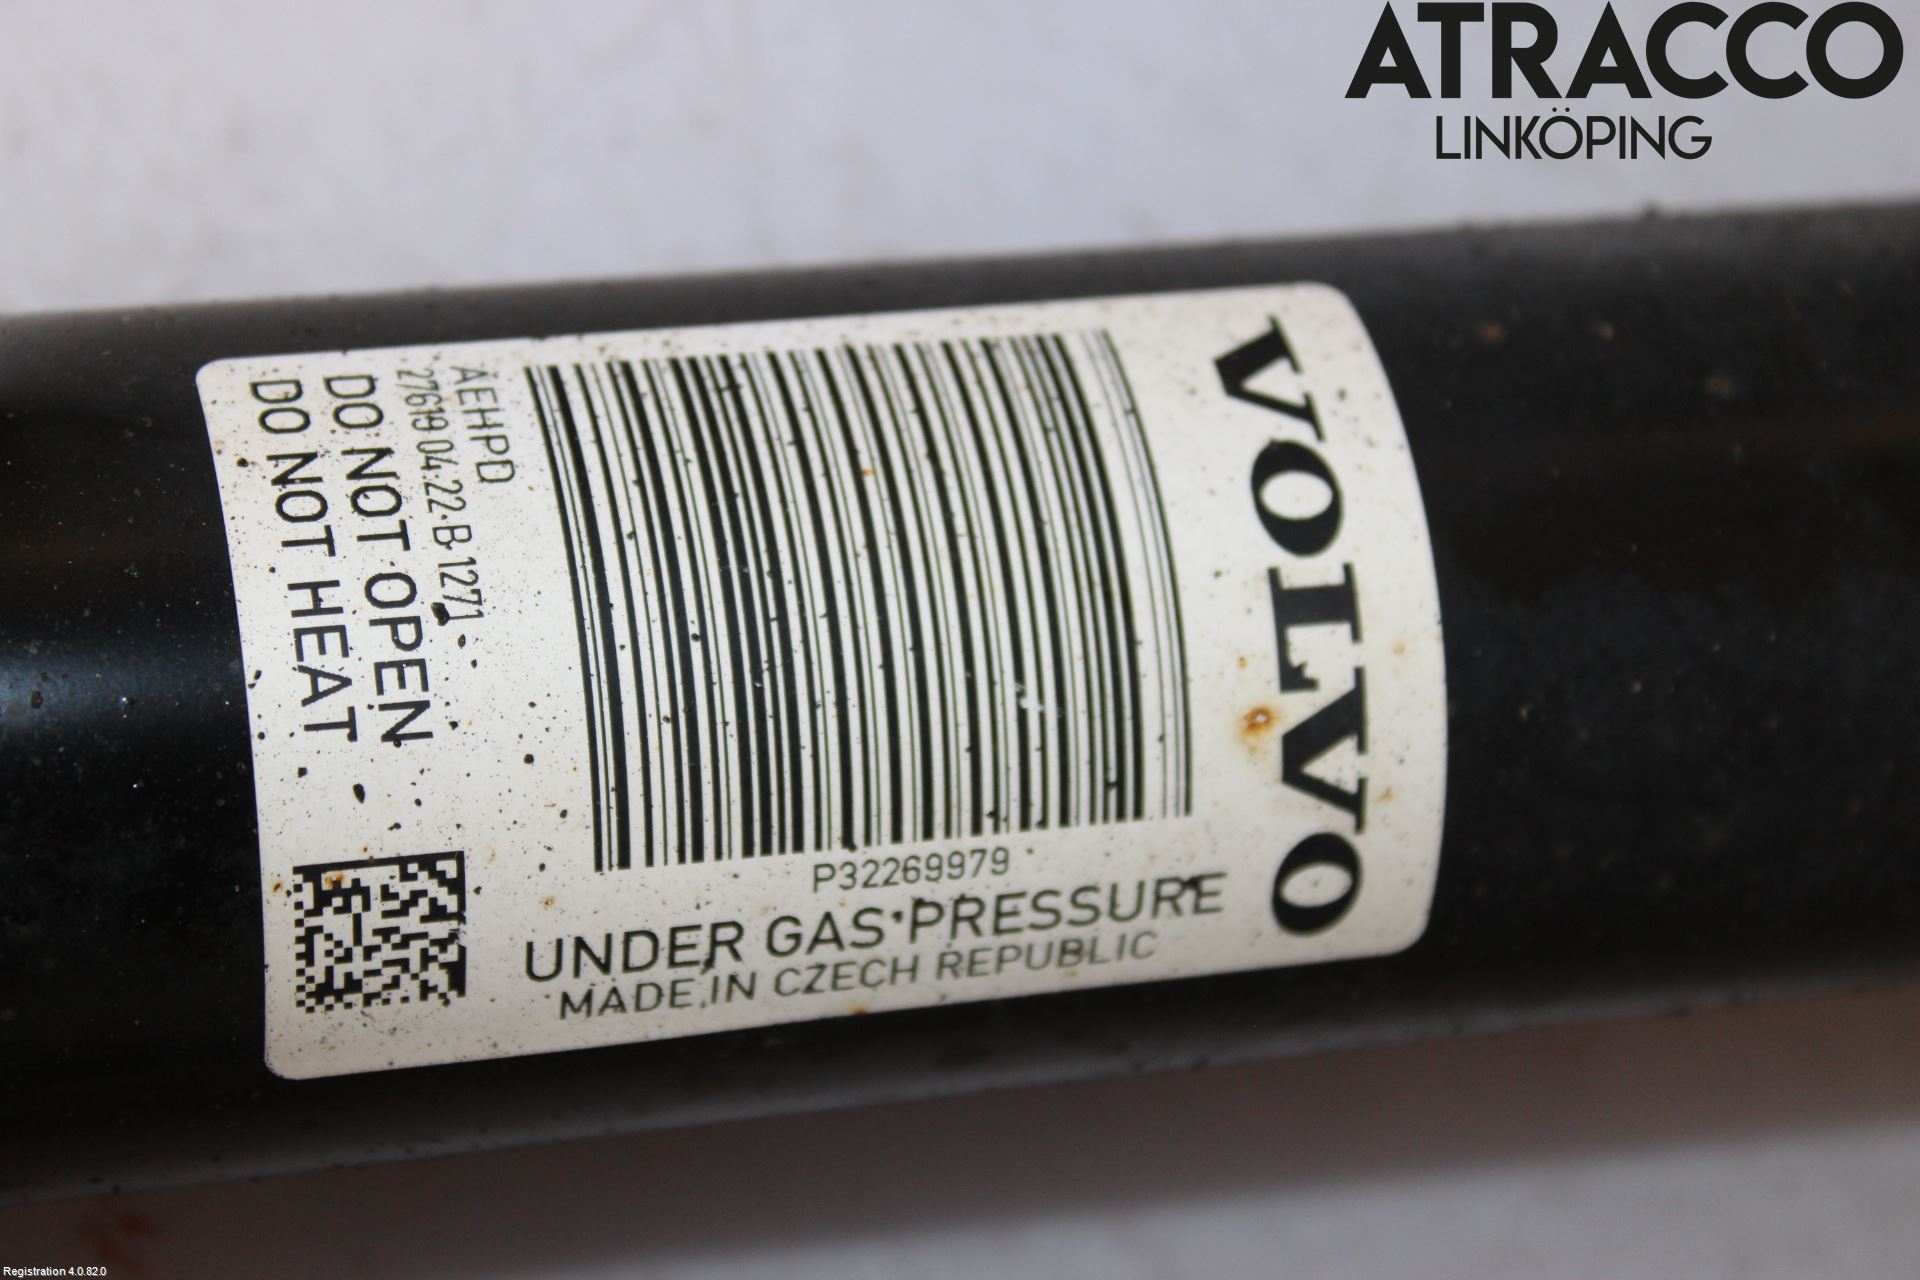 ATRACCO
LINKÖPING
VOLVO
P32269979
UNDER GAS PRESSURE
MADE IN CZECH REPUBLIC
AEHPD
27619 04.22 B 1271
DO NOT OPEN
DO NOT HEAT
Registration 4.0.82.0